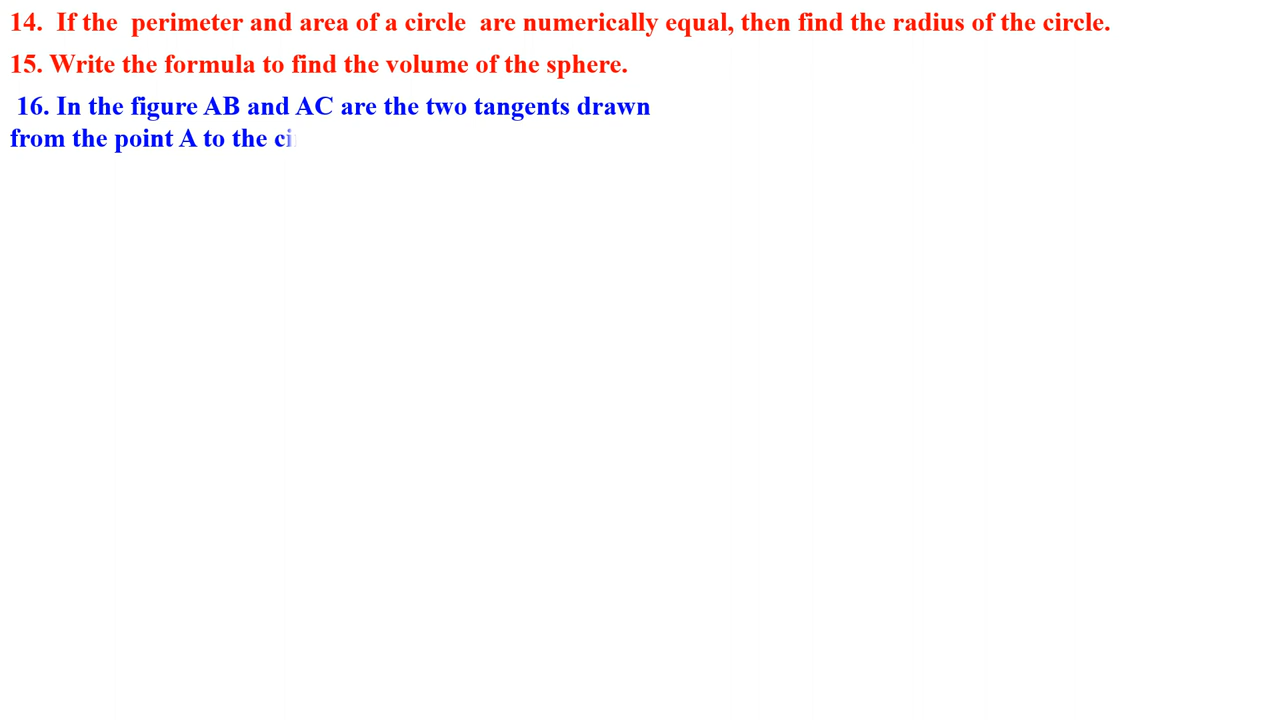 14. If the perimeter and area of a circle are numerically equal, then find the radius of the circle.
15. Write the formula to find the volume of the sphere.
16. In the figure AB and AC are the two tangents drawn
from the point A to the